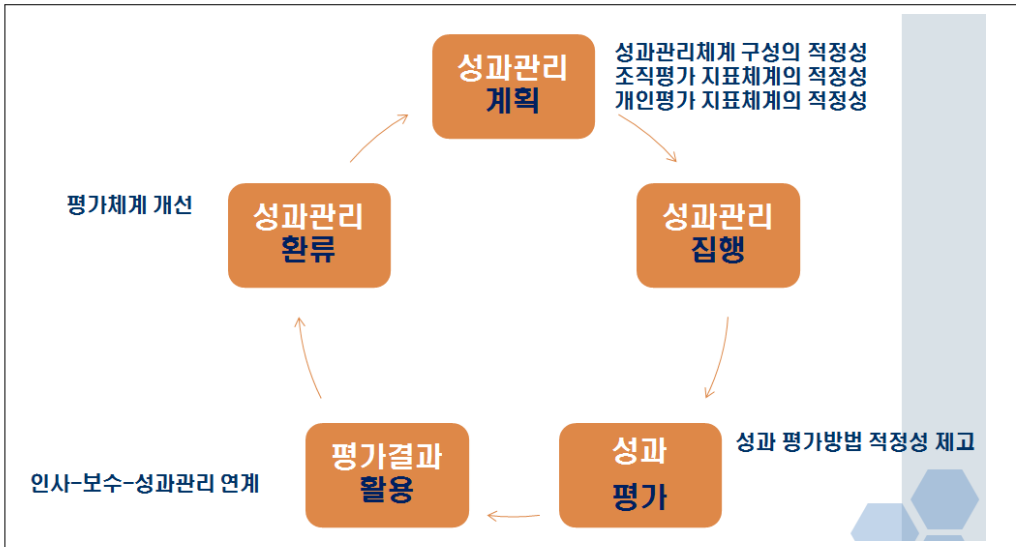 성과관리
계획
성과관리체계 구성의 적정성
조직평가 지표체계의 적정성
개인평가 지표체계의 적정성
평가체계 개선
성과관리
환류
성과관리
집행
인사-보수-성과관리 연계
평가결과
활용
성과
평가
성과 평가방법 적정성 제고